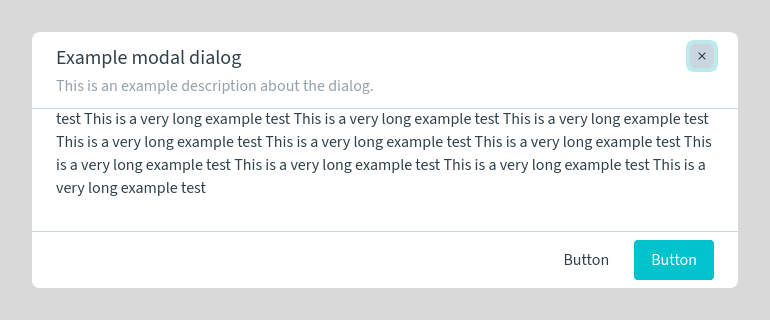 Example modal dialog
×
This is an example description about the dialog.
test This is a very long example test This is a very long example test This is a very long example test
This is a very long example test This is a very long example test This is a very long example test This
is a very long example test This is a very long example test This is a very long example test This is a
very long example test
Button
Button